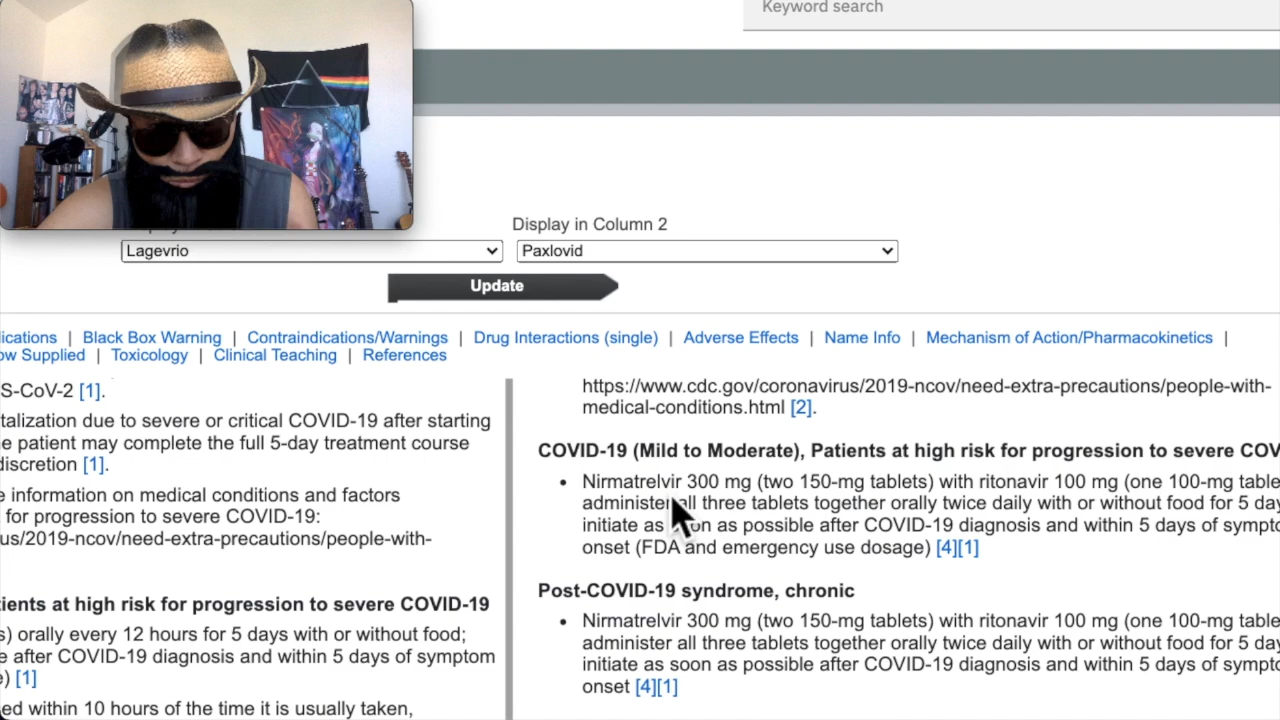 Keyword search
Display in Column 2
Lagevrio
Paxlovid
Update
ications | Black Box Warning | Contraindications/Warnings | Drug Interactions (single) | Adverse Effects | Name Info | Mechanism of Action/Pharmacokinetics |
ow Supplied | Toxicology | Clinical Teaching | References
S-CoV-2 [1].
talization due to severe or critical COVID-19 after starting
e patient may complete the full 5-day treatment course
discretion [1].
e information on medical conditions and factors
for progression to severe COVID-19:
us/2019-ncov/need-extra-precautions/people-with-
tients at high risk for progression to severe COVID-19
s) orally every 12 hours for 5 days with or without food;
e after COVID-19 diagnosis and within 5 days of symptom
e) [1]
ed within 10 hours of the time it is usually taken,
https://www.cdc.gov/coronavirus/2019-ncov/need-extra-precautions/people-with-
medical-conditions.html [2].
COVID-19 (Mild to Moderate), Patients at high risk for progression to severe COV
• Nirmatrelvir 300 mg (two 150-mg tablets) with ritonavir 100 mg (one 100-mg table
administer all three tablets together orally twice daily with or without food for 5 day
initiate as soon as possible after COVID-19 diagnosis and within 5 days of sympto
onset (FDA and emergency use dosage) [4][1]
Post-COVID-19 syndrome, chronic
• Nirmatrelvir 300 mg (two 150-mg tablets) with ritonavir 100 mg (one 100-mg table
administer all three tablets together orally twice daily with or without food for 5 day
initiate as soon as possible after COVID-19 diagnosis and within 5 days of sympto
onset [4][1]